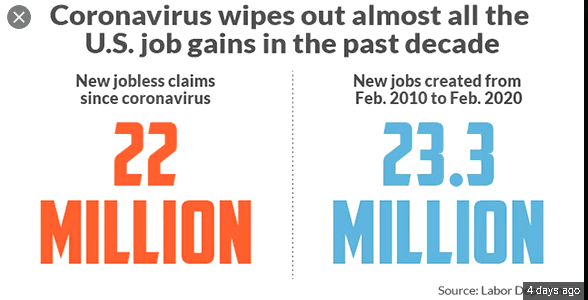 Coronavirus wipes out almost all the
U.S. job gains in the past decade
New jobless claims
since coronavirus
22
MILLION
New jobs created from
Feb. 2010 to Feb. 2020
23.3
MILLION
Source: Labor
4 days ago